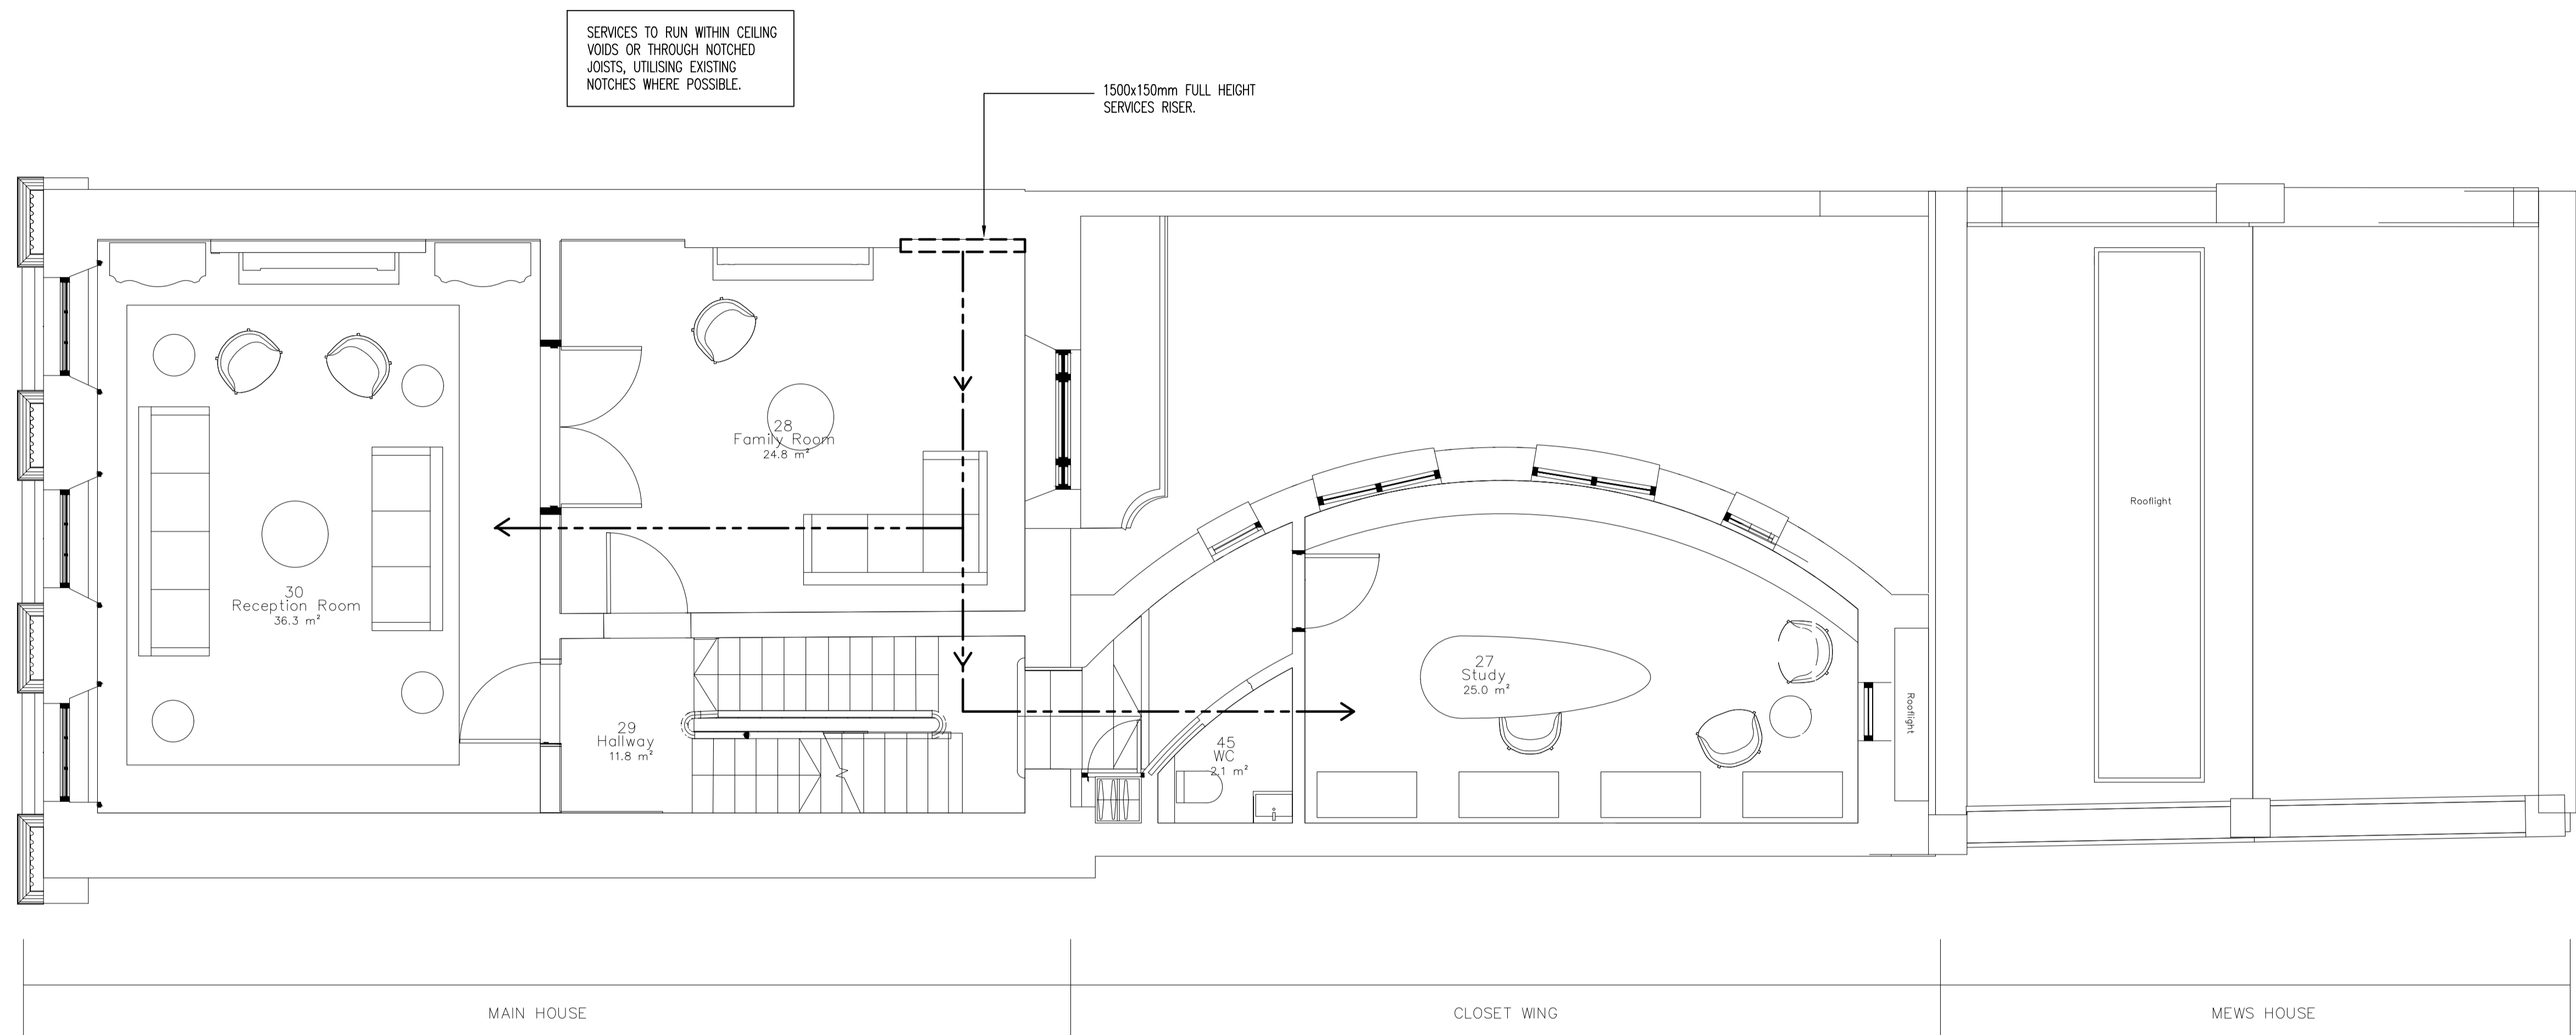 SERVICES TO RUN WITHIN CEILING
VOIDS OR THROUGH NOTCHED
JOISTS, UTILISING EXISTING
NOTCHES WHERE POSSIBLE.
1500x150mm FULL HEIGHT
SERVICES RISER.
28
Family Room
24.8 m²
30
Reception Room
36.3 m²
29
Hallway
11.8 m²
45
WC
2.1 m²
27
Study
25.0 m²
Rooflight
Rooflight
MAIN HOUSE
CLOSET WING
MEWS HOUSE